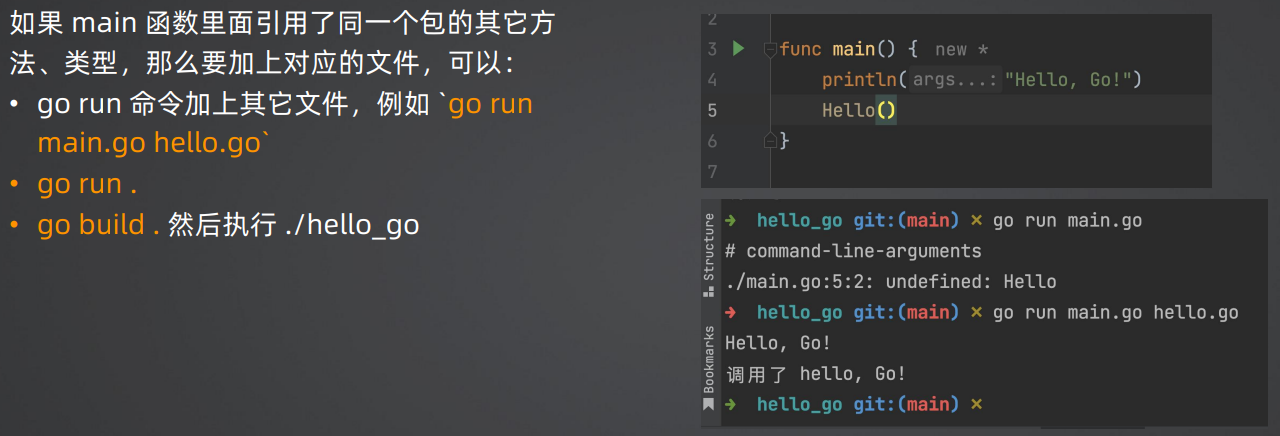 如果 main 函数里面引用了同一个包的其它方
法、类型，那么要加上对应的文件，可以：
• go run 命令加上其它文件，例如 `go run
main.go hello.go`
• go run .
• go build . 然后执行 ./hello_go
2
3 func main() { new *
4 println( args...: "Hello, Go!")
5 Hello()
6 }
7
Structure
Bookmarks
➜ hello_go git:(main) ✗ go run main.go
# command-line-arguments
./main.go:5:2: undefined: Hello
➜ hello_go git:(main) ✗ go run main.go hello.go
Hello, Go!
调用了 hello, Go!
➜ hello_go git:(main) ✗